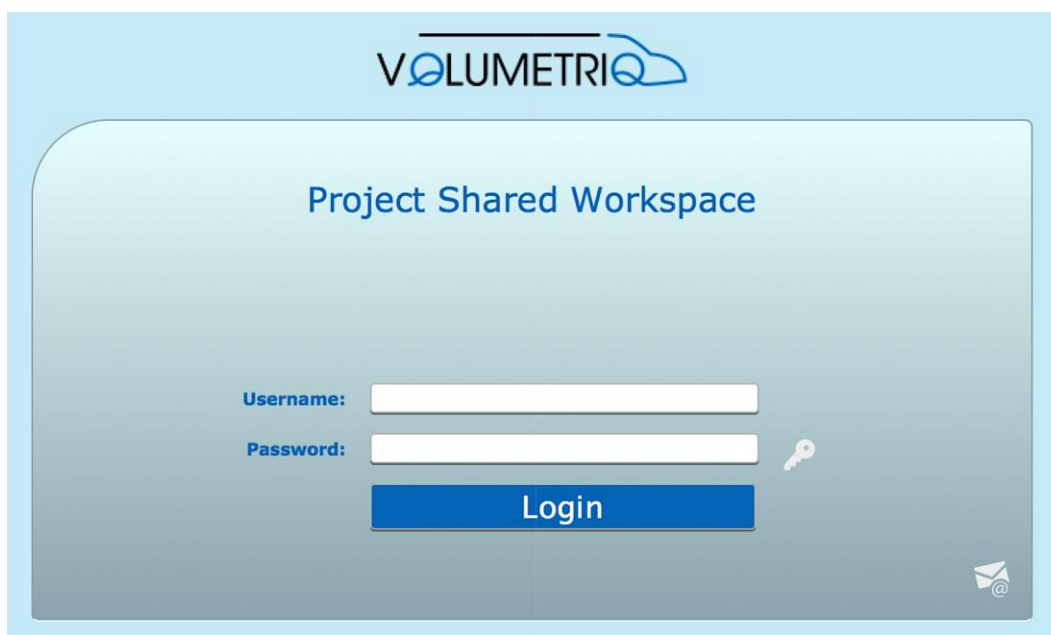 VOLUMETRIQ
Project Shared Workspace
Username:
Password:
Login
@